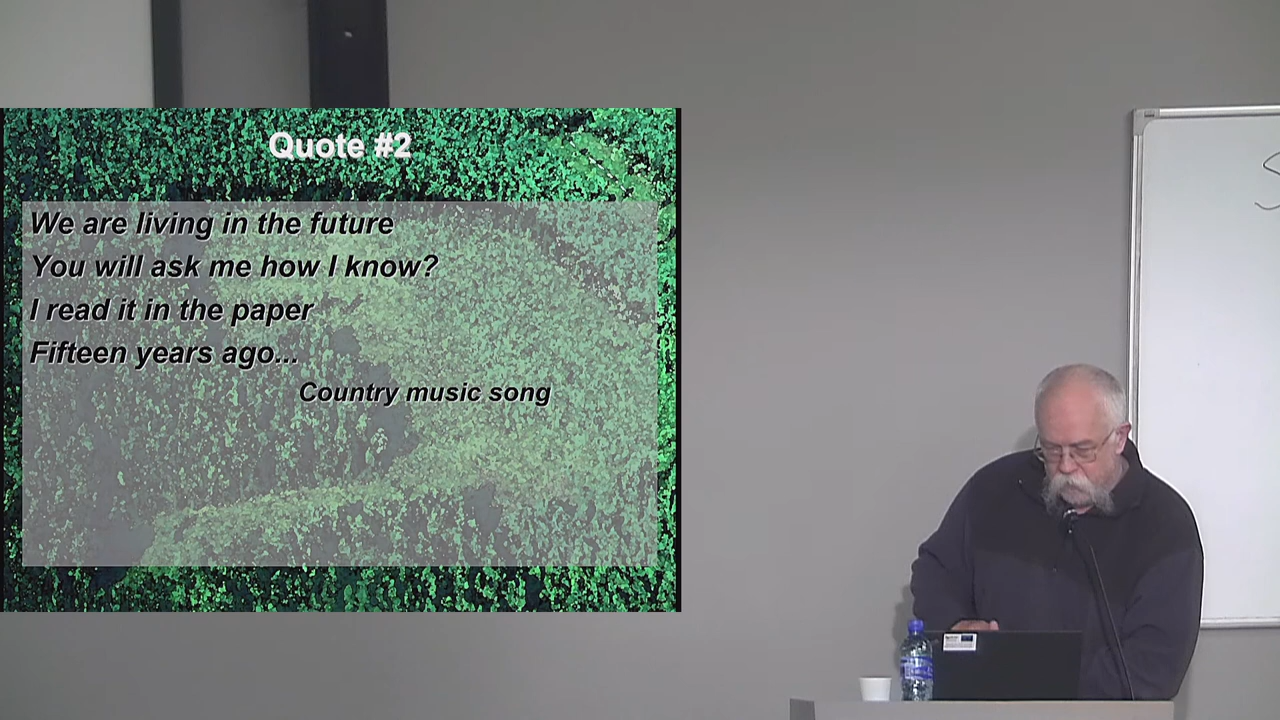 Quote #2
We are living in the future
You will ask me how I know?
I read it in the paper
Fifteen years ago...
Country music song